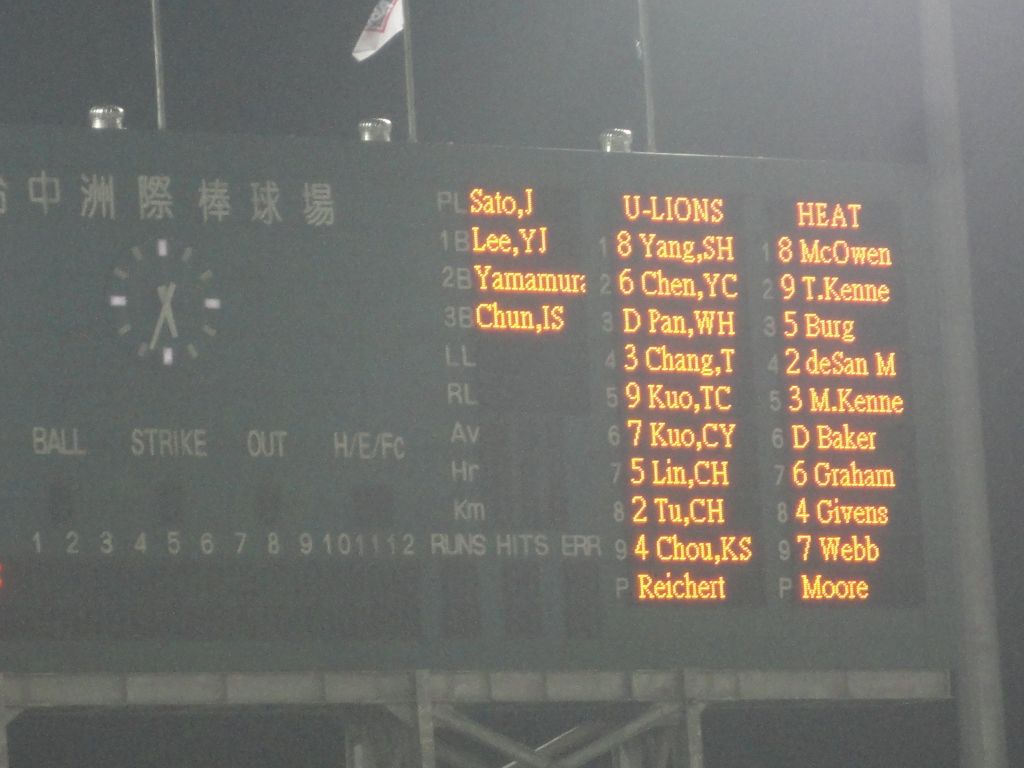 中洲際棒球場
PL Sato,J
1B Lee,YJ
2B Yamamura
3B Chun,IS
LL
RL
Av
Hr
Km
BALL STRIKE OUT H/E/Fc
1 2 3 4 5 6 7 8 9 10 11 12 RUNS HITS ERR
U-LIONS
1 8 Yang,SH
2 6 Chen,YC
3 D Pan,WH
4 3 Chang,T
5 9 Kuo,TC
6 7 Kuo,CY
7 5 Lin,CH
8 2 Tu,CH
9 4 Chou,KS
P Reichert
HEAT
1 8 McOwen
2 9 T.Kenne
3 5 Burg
4 2 deSan M
5 3 M.Kenne
6 D Baker
7 6 Graham
8 4 Givens
9 7 Webb
P Moore